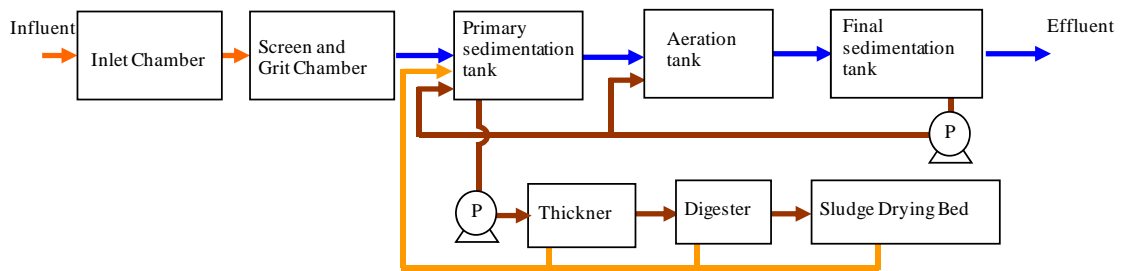 Influent
Inlet Chamber
Screen and
Grit Chamber
Primary
sedimentation
tank
Aeration
tank
Final
sedimentation
tank
Effluent
P
P
Thickner
Digester
Sludge Drying Bed